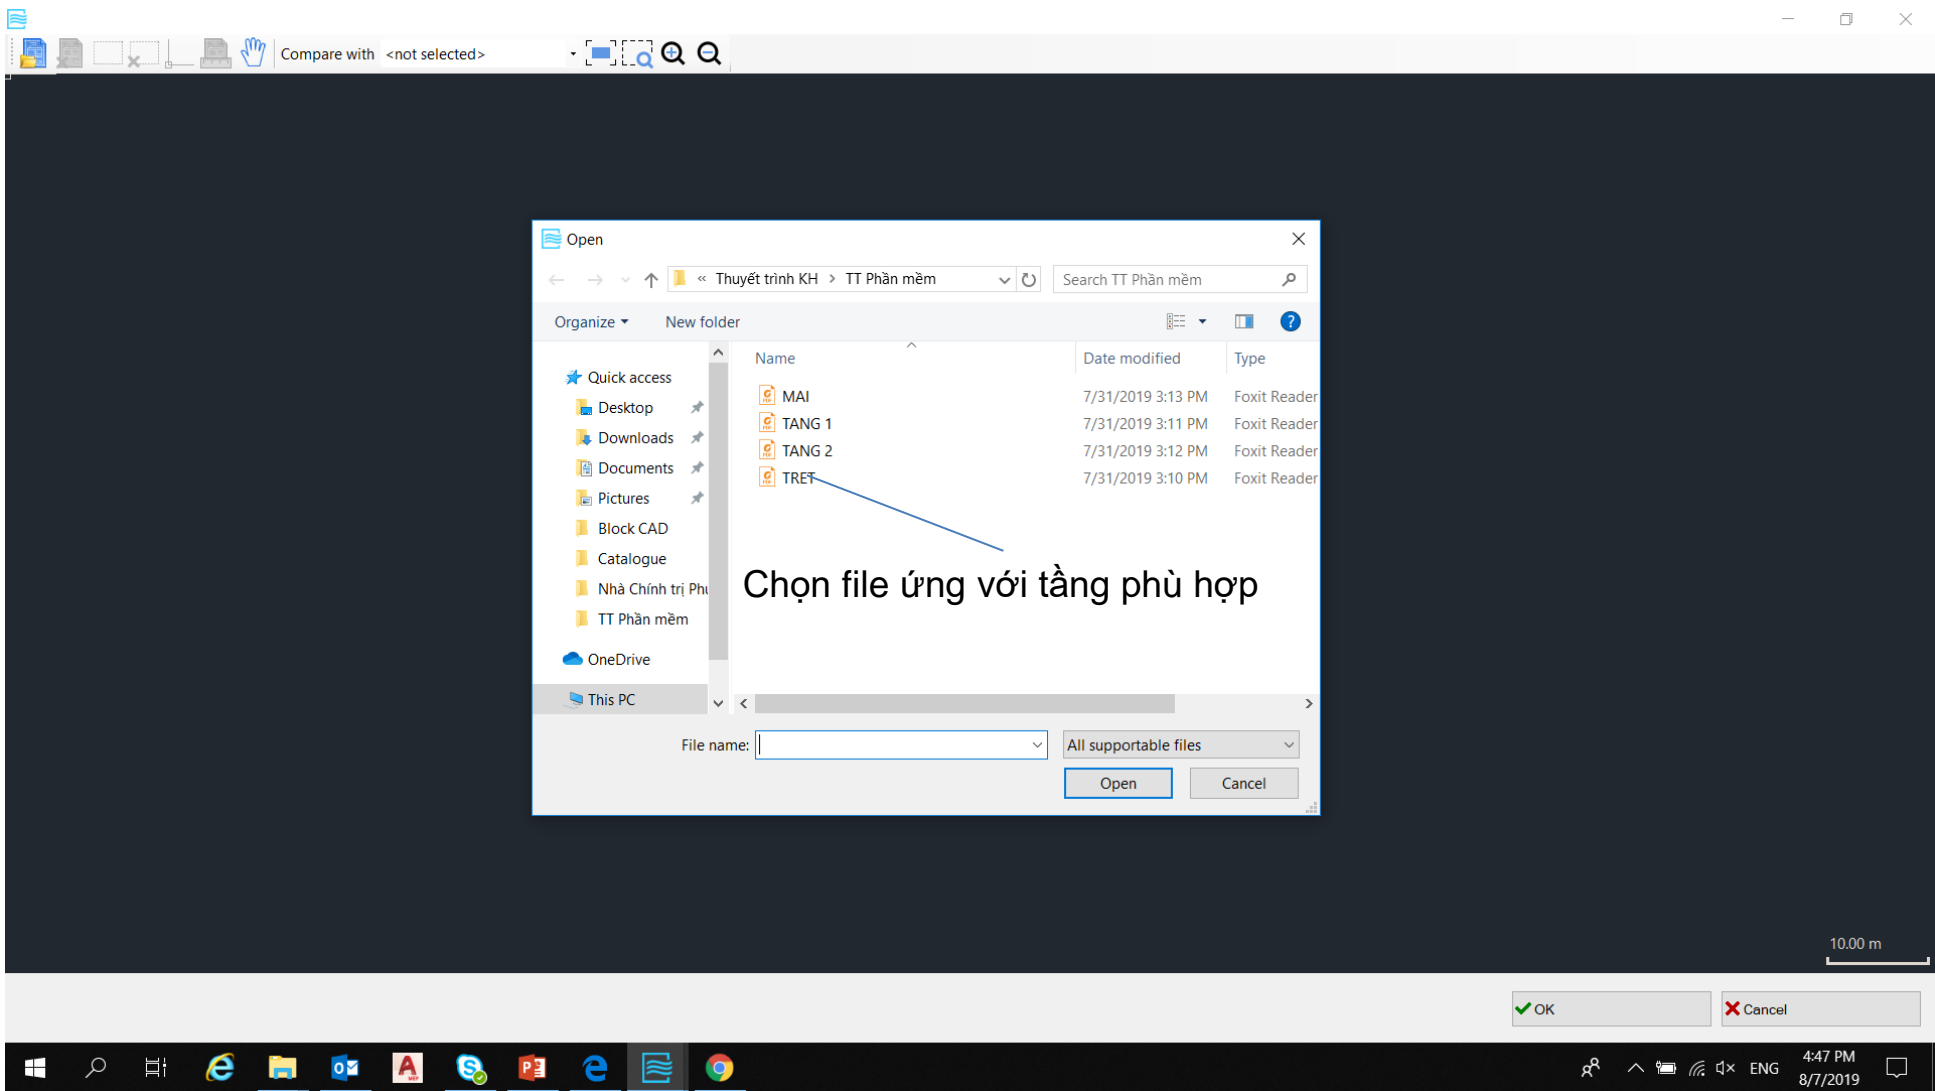 Compare with <not selected>
Open
« Thuyết trình KH > TT Phần mềm
Search TT Phần mềm
Organize
New folder
?
Name
Date modified
Type
Quick access
Desktop
Downloads
Documents
Pictures
Block CAD
Catalogue
Nhà Chính trị Phu
TT Phần mềm
OneDrive
This PC
MAI 7/31/2019 3:13 PM Foxit Reader
TANG 1 7/31/2019 3:11 PM Foxit Reader
TANG 2 7/31/2019 3:12 PM Foxit Reader
TRET 7/31/2019 3:10 PM Foxit Reader
Chọn file ứng với tầng phù hợp
File name:
All supportable files
Open
Cancel
10.00 m
OK
Cancel
ENG
4:47 PM
8/7/2019